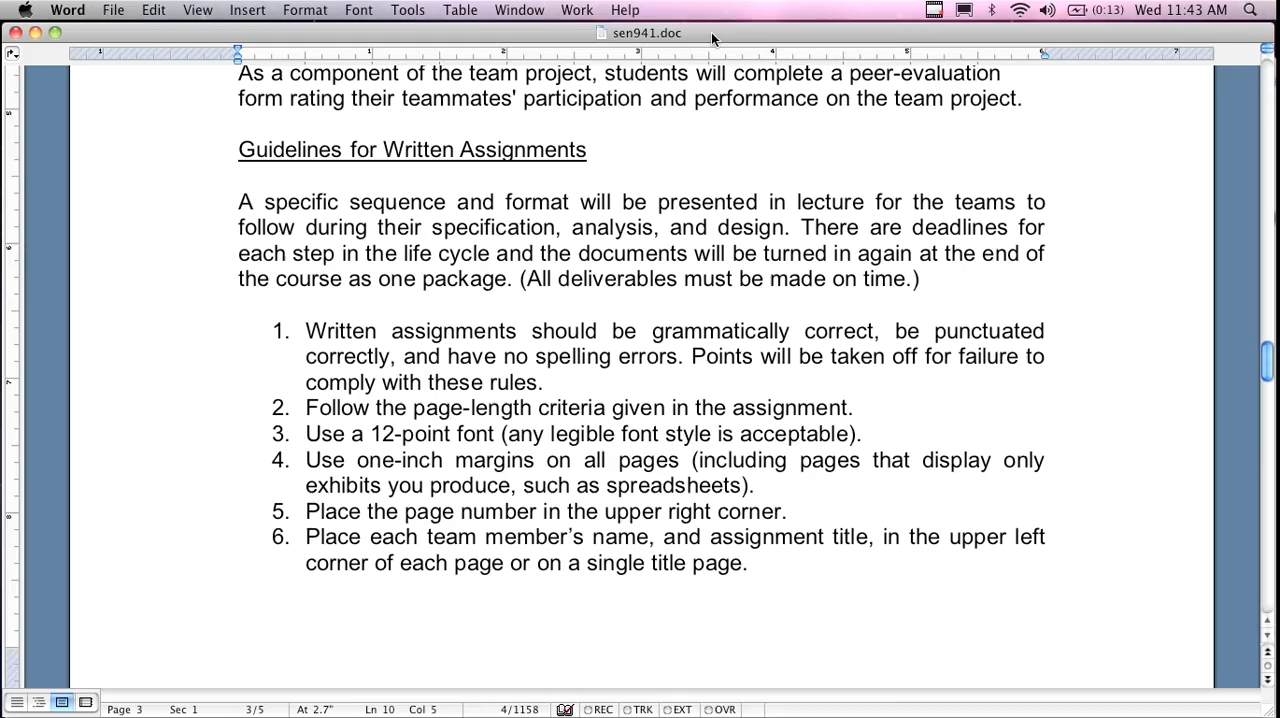 Word File Edit View Insert Format Font Tools Table Window Work Help (0:13) Wed 11:43 AM
sen941.doc
1 1 2 3 4 5 6 7
As a component of the team project, students will complete a peer-evaluation
form rating their teammates' participation and performance on the team project.
Guidelines for Written Assignments
A specific sequence and format will be presented in lecture for the teams to
follow during their specification, analysis, and design. There are deadlines for
each step in the life cycle and the documents will be turned in again at the end of
the course as one package. (All deliverables must be made on time.)
1. Written assignments should be grammatically correct, be punctuated
correctly, and have no spelling errors. Points will be taken off for failure to
comply with these rules.
2. Follow the page-length criteria given in the assignment.
3. Use a 12-point font (any legible font style is acceptable).
4. Use one-inch margins on all pages (including pages that display only
exhibits you produce, such as spreadsheets).
5. Place the page number in the upper right corner.
6. Place each team member’s name, and assignment title, in the upper left
corner of each page or on a single title page.
Page 3 Sec 1 3/5 At 2.7" Ln 10 Col 5 4/1158 REC TRK EXT OVR